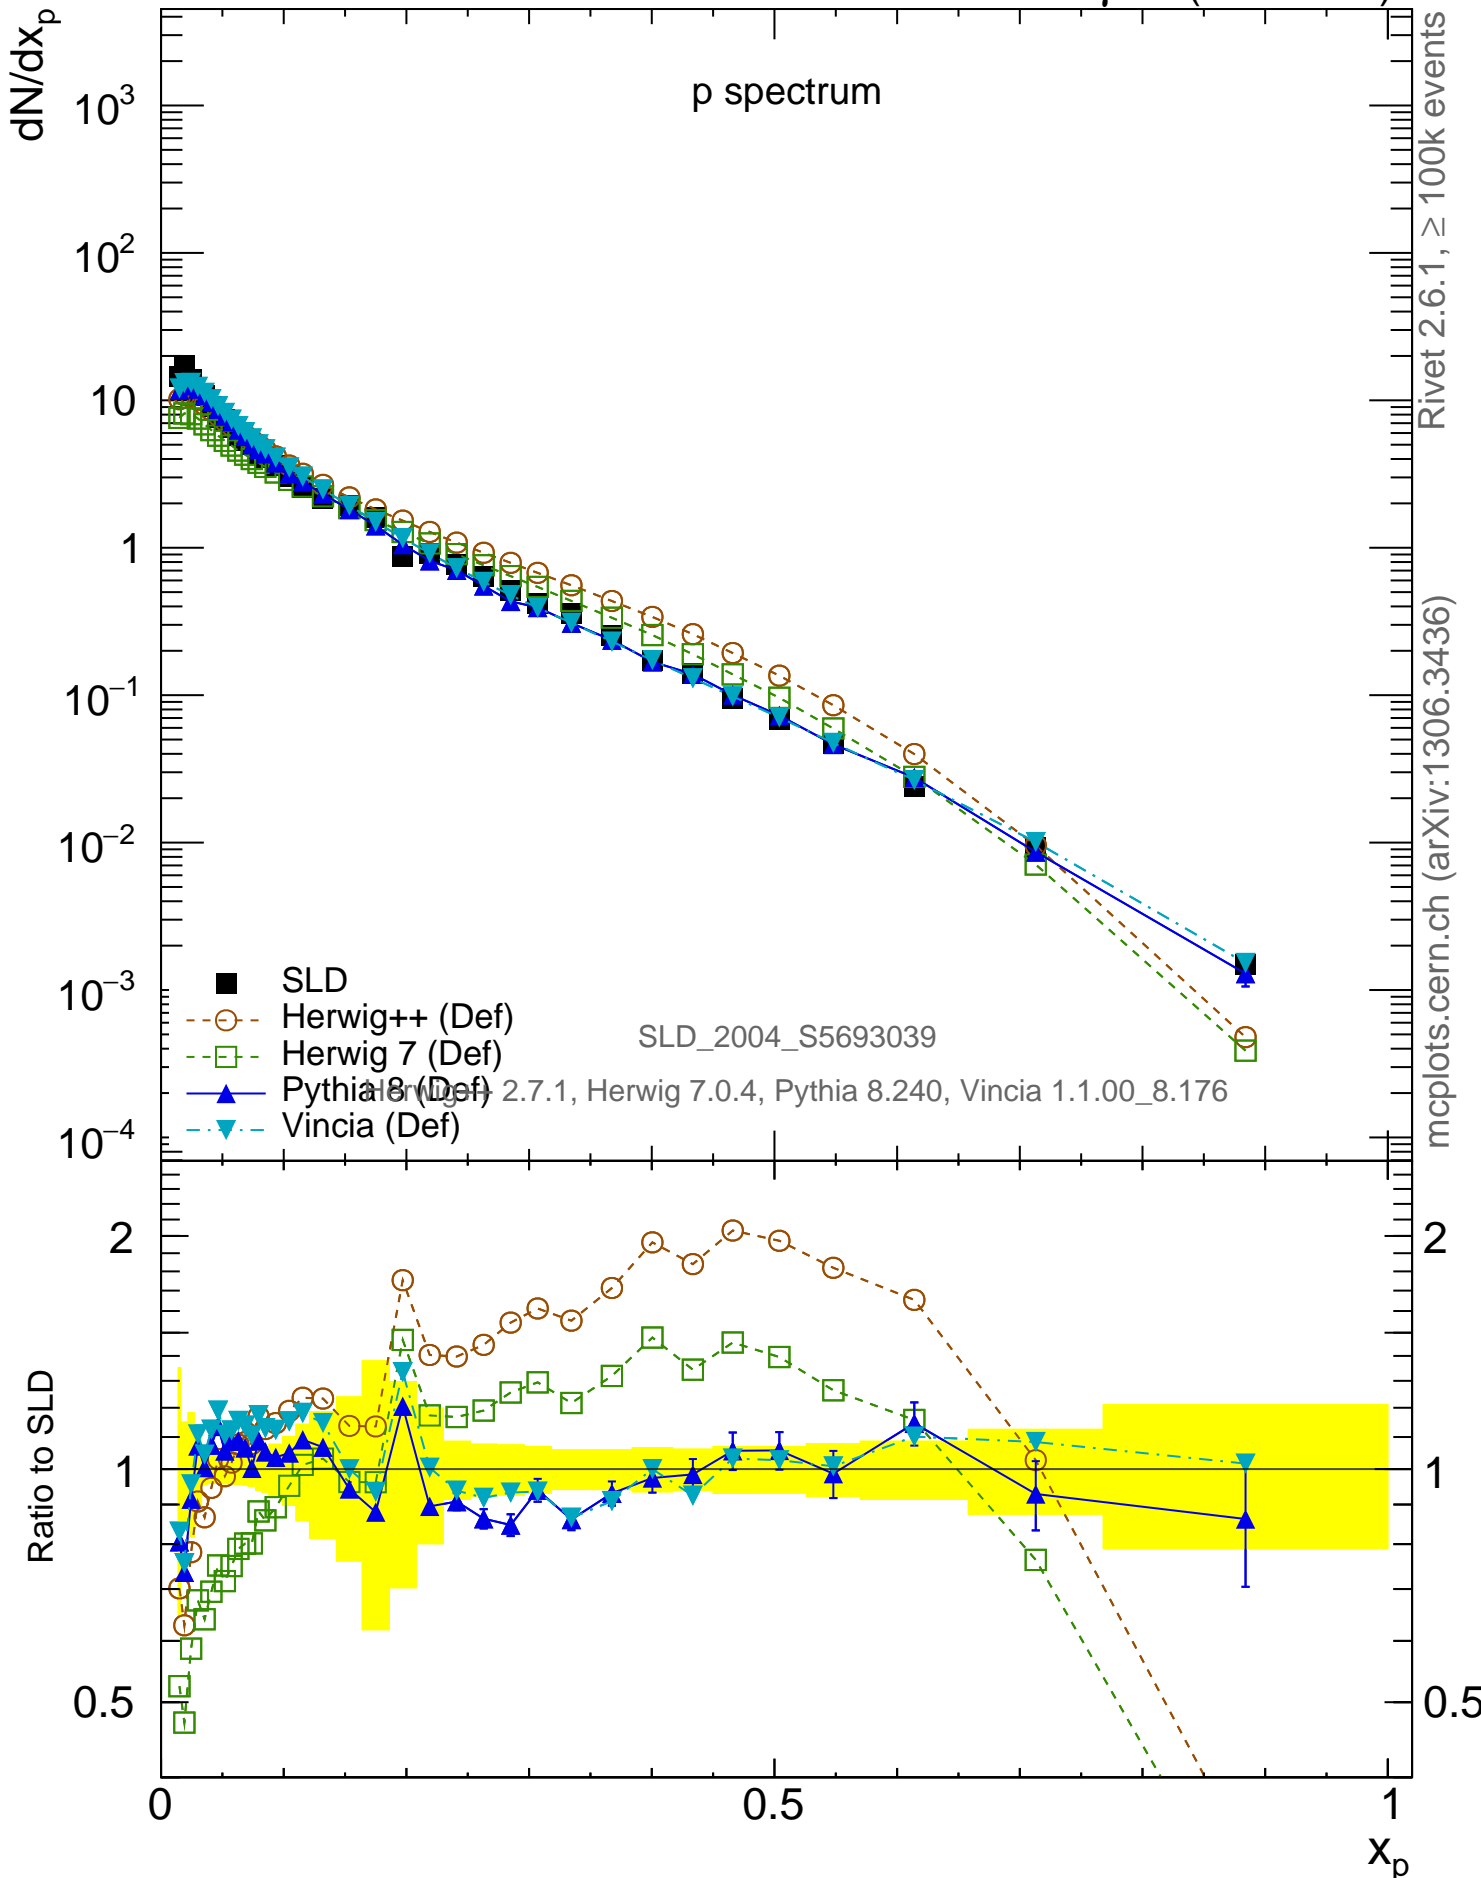 dN/dx_p
p spectrum
10^3
10^2
10
1
10^−1
10^−2
10^−3
10^−4
SLD
Herwig++ (Def)
Herwig 7 (Def)
Pythia 8 (Def)
Vincia (Def)
SLD_2004_S5693039
Herwig++ 2.7.1, Herwig 7.0.4, Pythia 8.240, Vincia 1.1.00_8.176
Rivet 2.6.1, ≥ 100k events
mcplots.cern.ch (arXiv:1306.3436)
Ratio to SLD
2
1
0.5
2
1
0.5
0
0.5
1
x_p